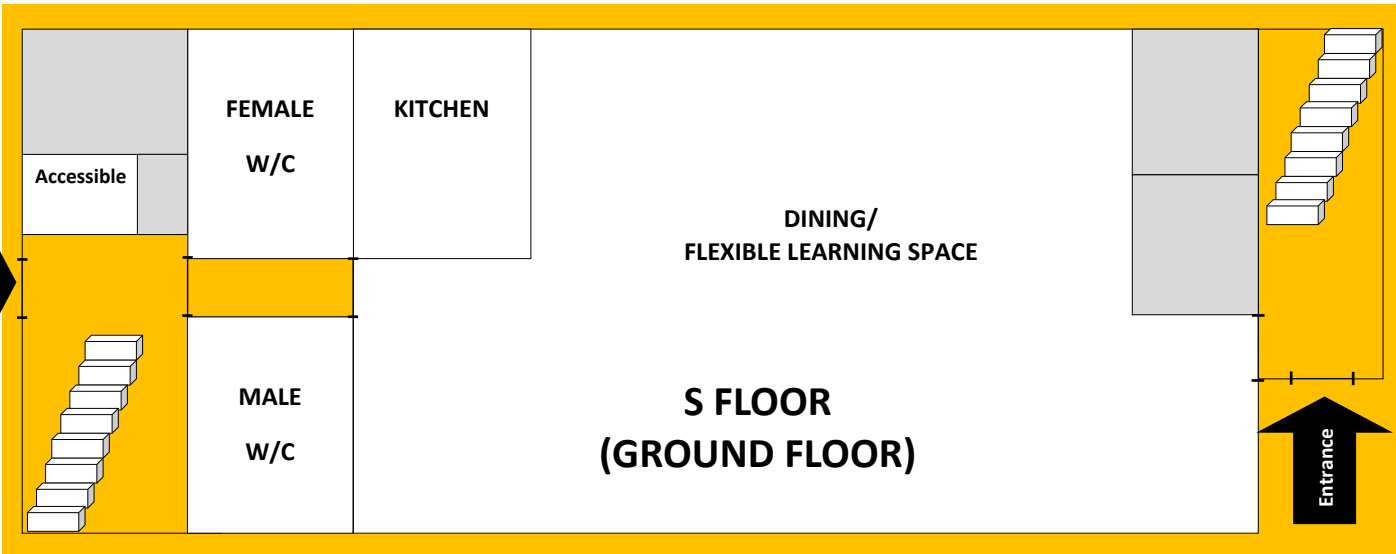 FEMALE
W/C
KITCHEN
Accessible
DINING/
FLEXIBLE LEARNING SPACE
MALE
W/C
S FLOOR
(GROUND FLOOR)
Entrance